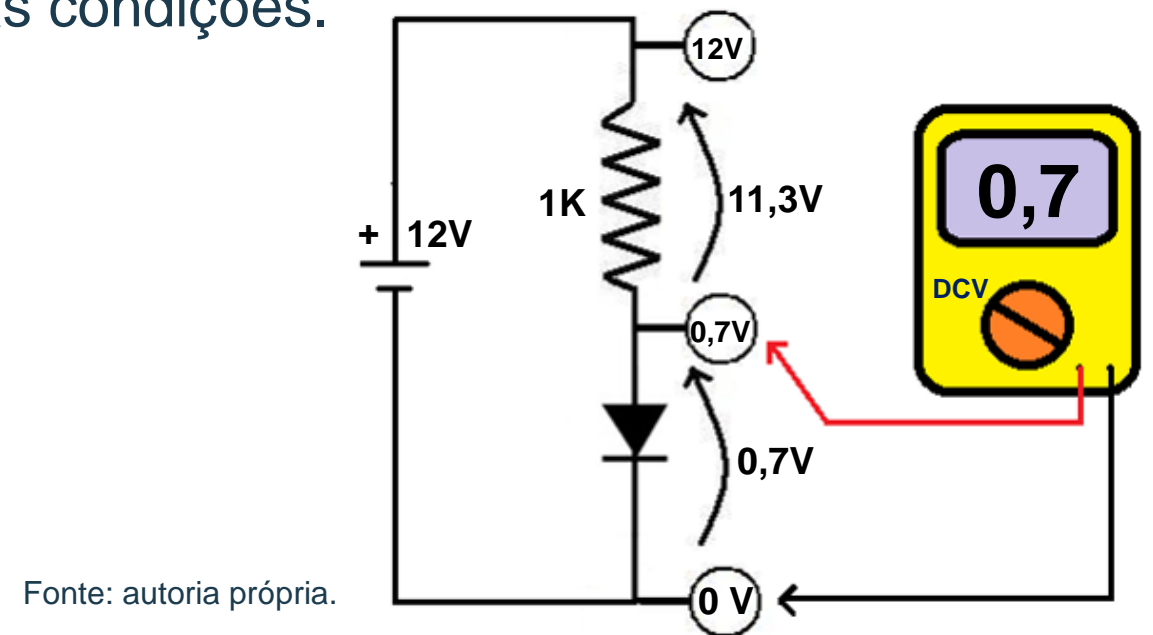 condições.
12V
+ 12V
1K
11,3V
0,7
DCV
0,7V
0,7V
0 V
Fonte: autoria própria.